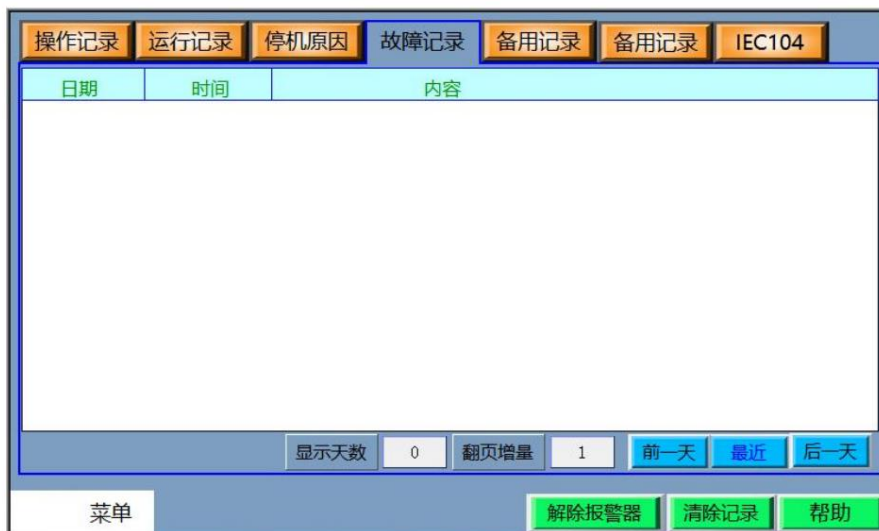 操作记录 运行记录 停机原因 故障记录 备用记录 备用记录 IEC104
日期 时间 内容
显示天数 0 翻页增量 1 前一天 最近 后一天
菜单 解除报警器 清除记录 帮助